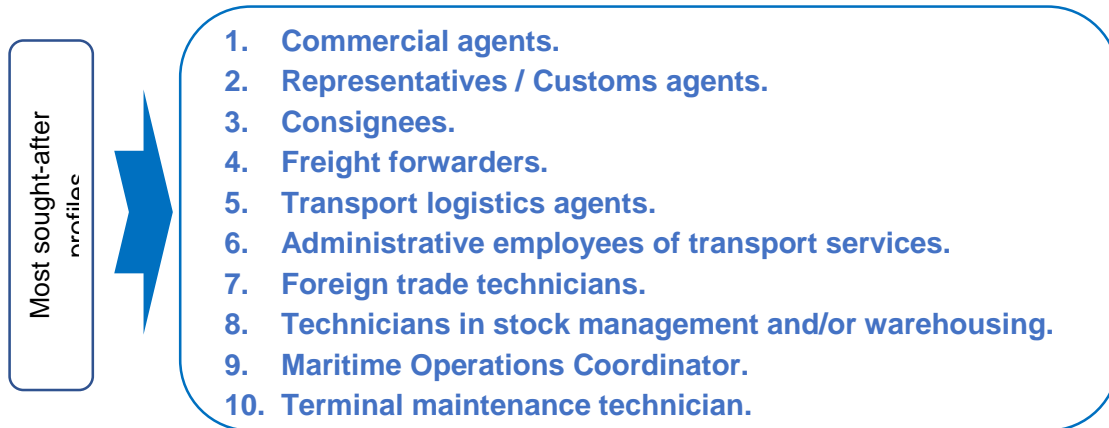 Most sought-after
profiles
1. Commercial agents.
2. Representatives / Customs agents.
3. Consignees.
4. Freight forwarders.
5. Transport logistics agents.
6. Administrative employees of transport services.
7. Foreign trade technicians.
8. Technicians in stock management and/or warehousing.
9. Maritime Operations Coordinator.
10. Terminal maintenance technician.